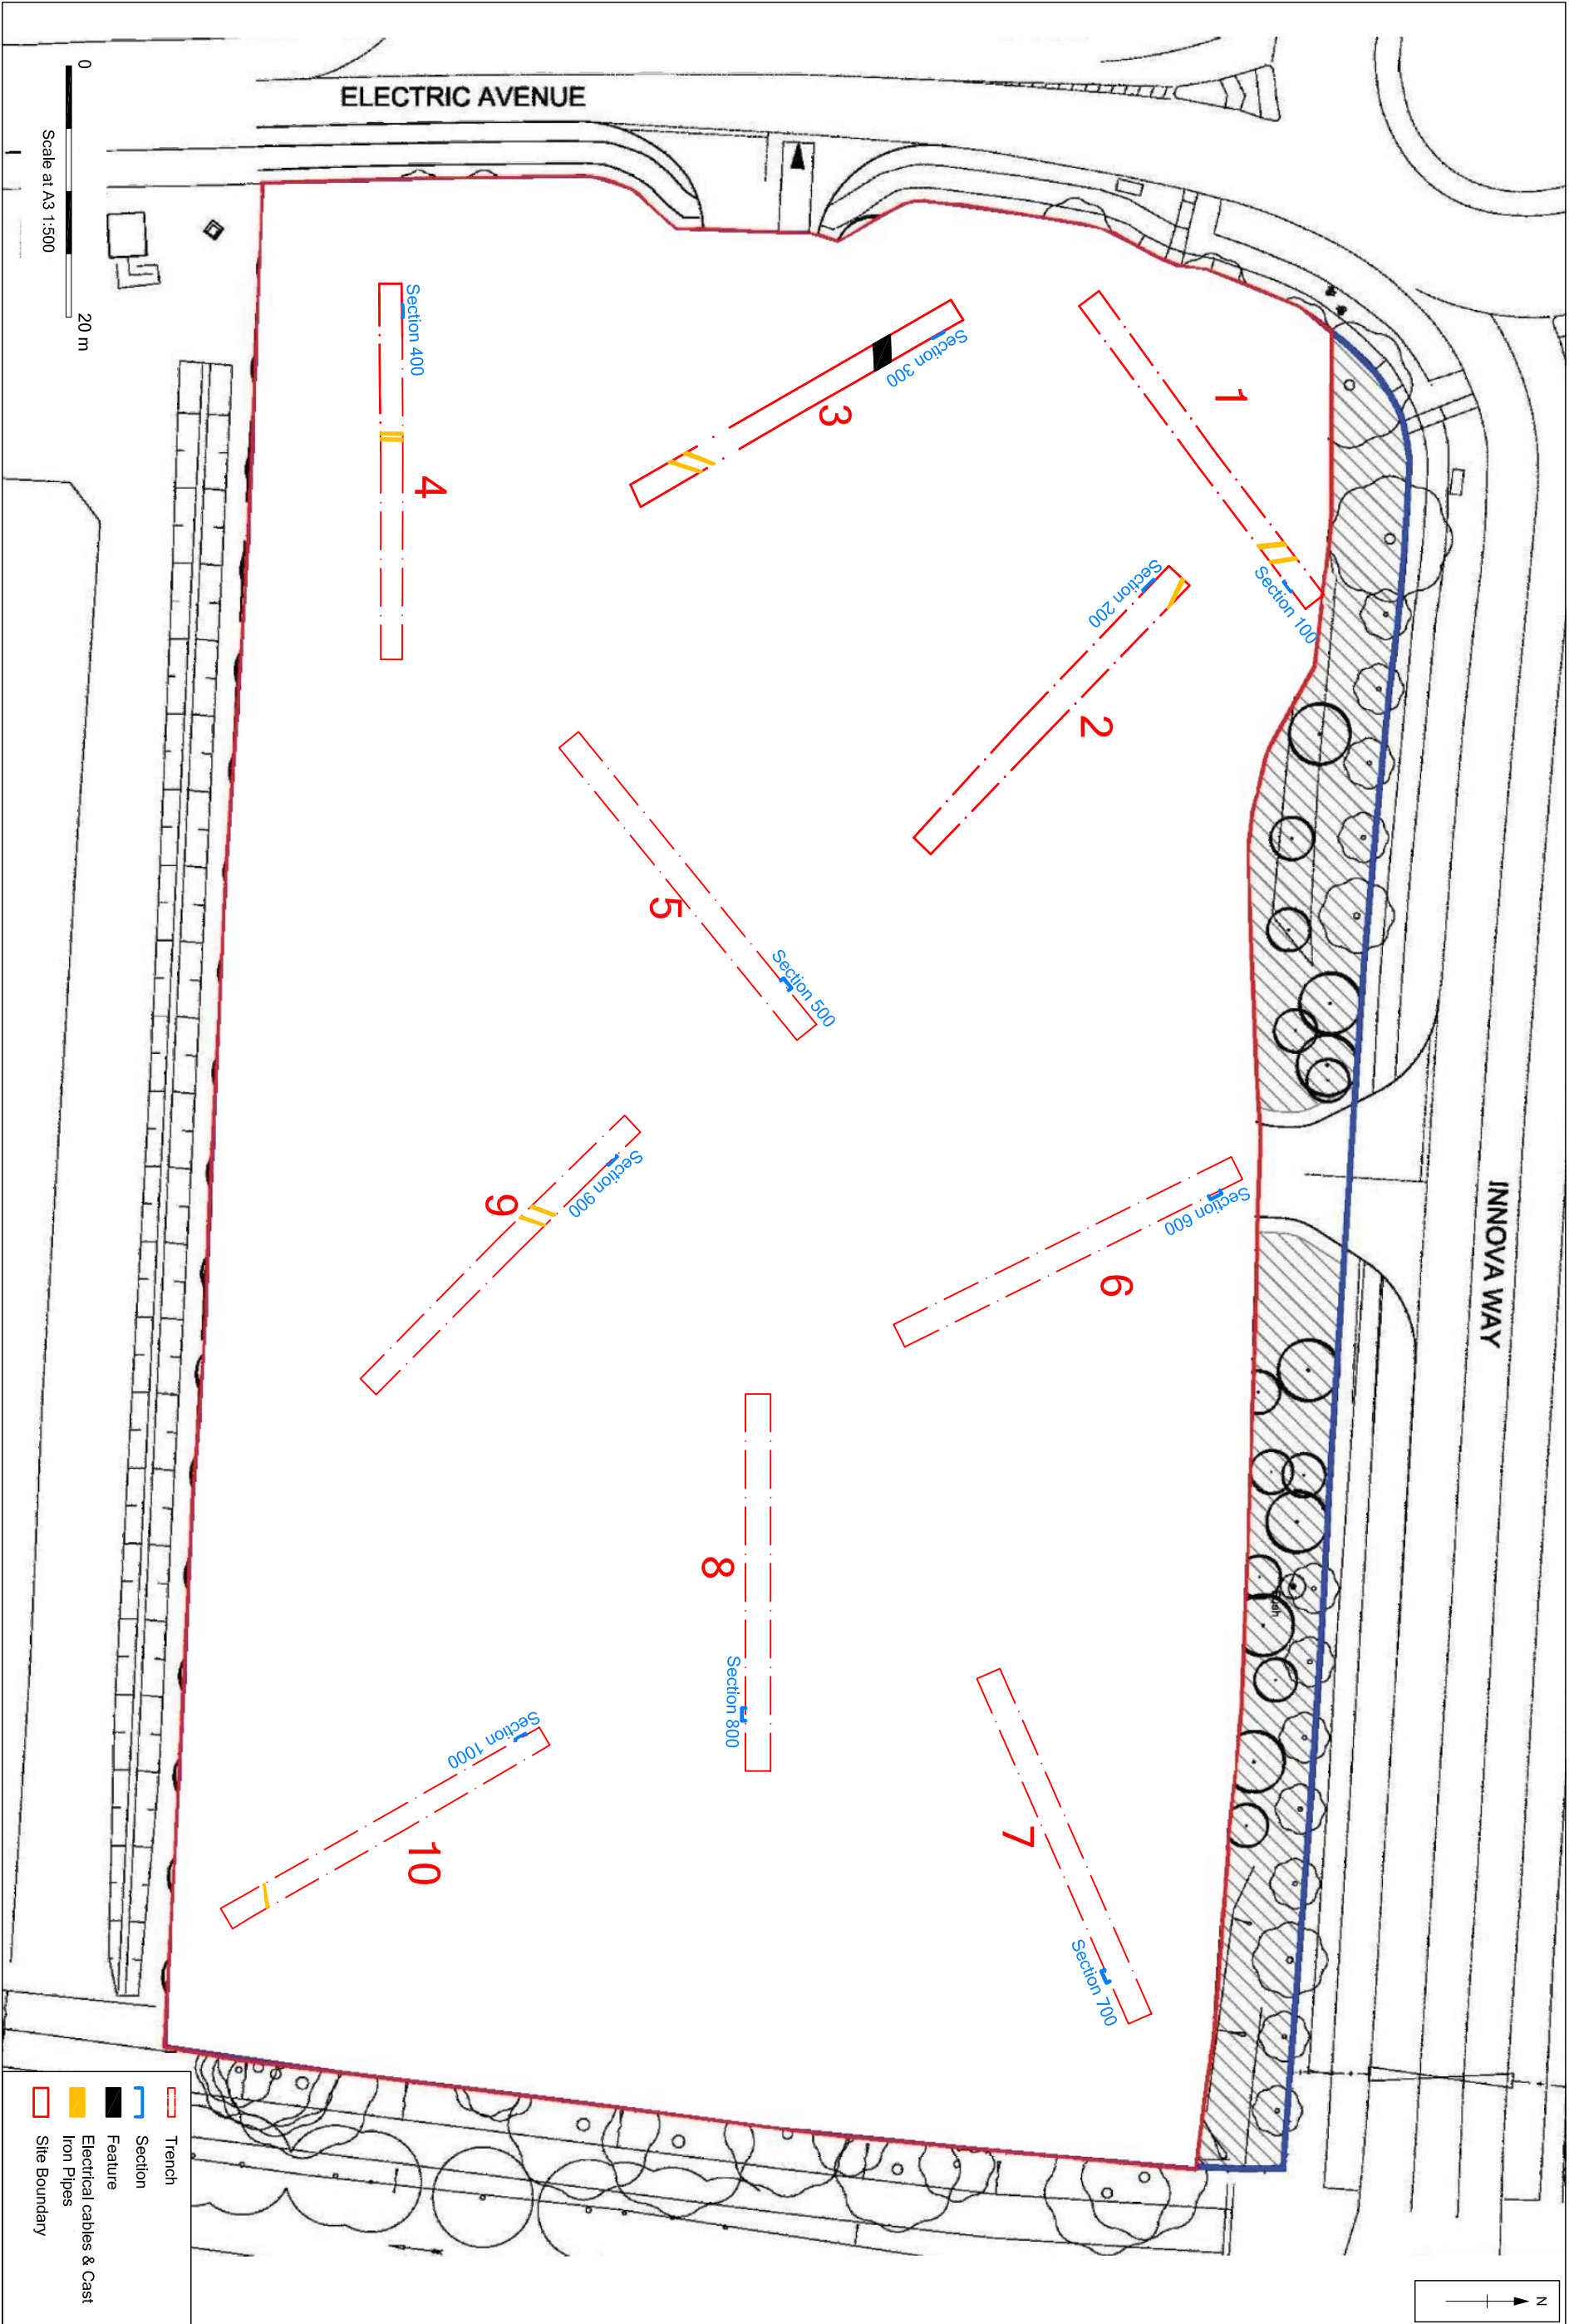 ELECTRIC AVENUE
INNOVA WAY
N
1
Section 100
2
Section 200
3
Section 300
4
Section 400
5
Section 500
6
Section 600
7
Section 700
8
Section 800
9
Section 900
10
Section 1000
0
20 m
Scale at A3 1:500
Trench
Section
Feature
Electrical cables & Cast
Iron Pipes
Site Boundary